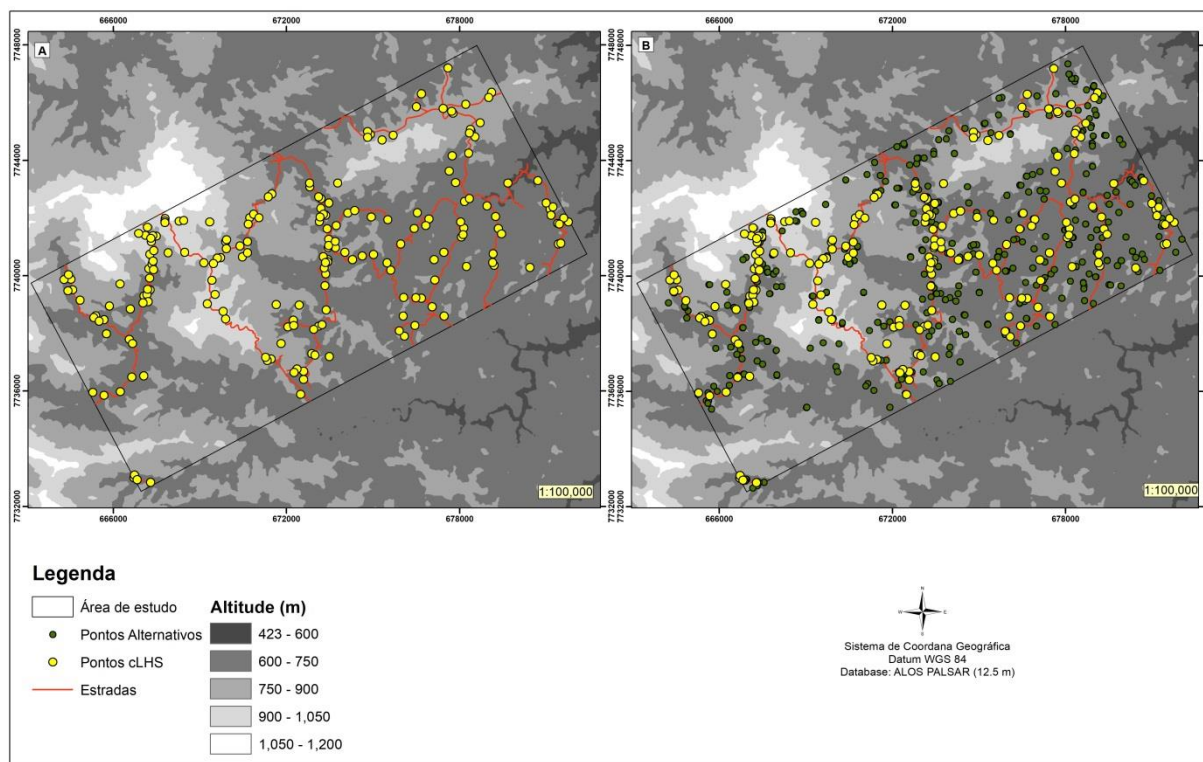 666000 672000 678000
666000 672000 678000
A
B
7748000
7744000
7740000
7736000
7732000
7748000
7744000
7740000
7736000
7732000
1:100,000
1:100,000
666000 672000 678000
666000 672000 678000
Legenda
Área de estudo
Pontos Alternativos
Pontos cLHS
Estradas
Altitude (m)
423 - 600
600 - 750
750 - 900
900 - 1,050
1,050 - 1,200
N
W E
S
Sistema de Coordana Geográfica
Datum WGS 84
Database: ALOS PALSAR (12.5 m)